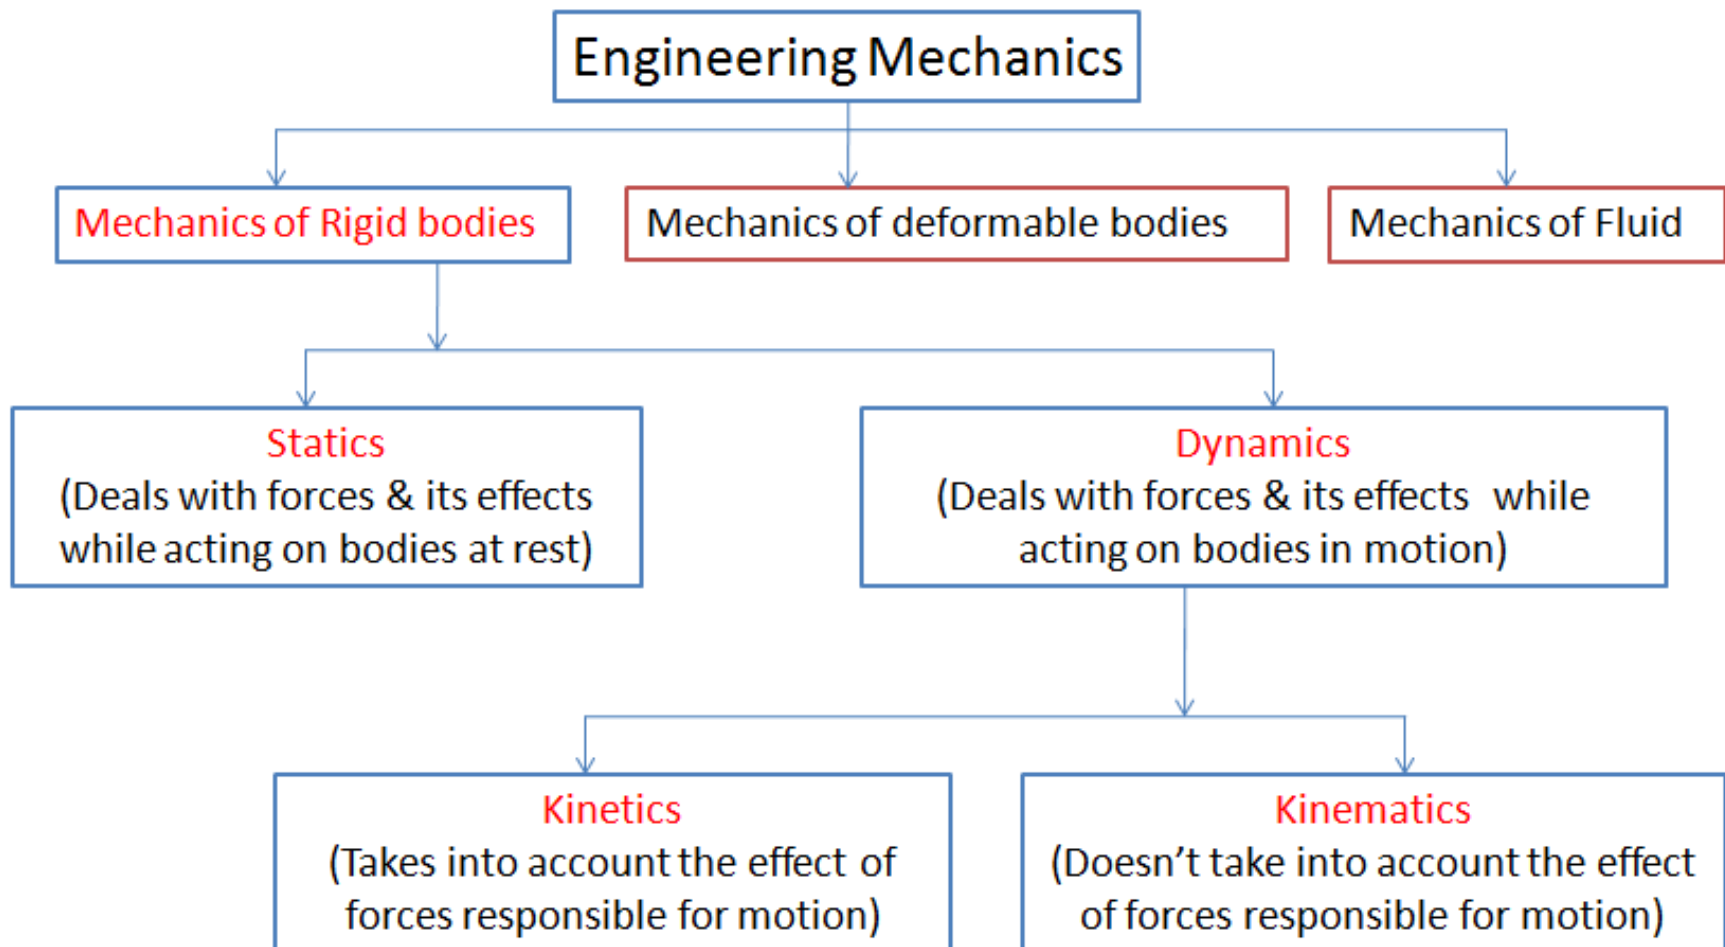 Engineering Mechanics
Mechanics of Rigid bodies
Mechanics of deformable bodies
Mechanics of Fluid
Statics
(Deals with forces & its effects
while acting on bodies at rest)
Dynamics
(Deals with forces & its effects while
acting on bodies in motion)
Kinetics
(Takes into account the effect of
forces responsible for motion)
Kinematics
(Doesn’t take into account the effect
of forces responsible for motion)